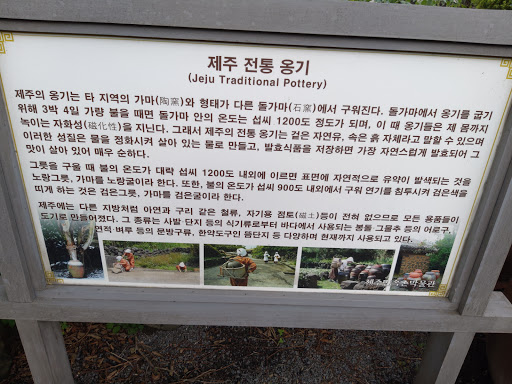 제주 전통 옹기
(Jeju Traditional Pottery)
제주의 옹기는 타 지역의 가마(陶窯)와 형태가 다른 돌가마(石窯)에서 구워진다. 돌가마에서 옹기를 굽기
위해 3박 4일 가량 불을 때면 돌가마 안의 온도는 섭씨 1200도 정도가 되며, 이 때 옹기들은 제 몸까지
녹이는 자화성(磁化性)을 지닌다. 그래서 제주의 전통 옹기는 겉은 자연유, 속은 흙 자체라고 말할 수 있으며
이러한 성질은 물을 정화시켜 살아 있는 물로 만들고, 발효식품을 저장하면 가장 자연스럽게 발효되어 그
맛이 살아 있어 매우 순하다.
그릇을 구울 때 불의 온도가 대략 섭씨 1200도 내외에 이르면 표면에 자연적으로 유약이 발색되는 것을
노랑그릇, 가마를 노랑굴이라 한다. 또한, 불의 온도가 섭씨 900도 내외에서 구워 연기를 침투시켜 검은색을
띠게 하는 것은 검은그릇, 가마를 검은굴이라 한다.
제주에는 다른 지방처럼 아연과 구리 같은 철류, 자기용 점토(磁土)등이 전혀 없으므로 모든 용품들이
도기로 만들어졌다. 그 종류는 사발·단지 등의 식기류로부터 바다에서 사용되는 봉돌·그물추 등의 어로구,
연적·벼루 등의 문방구류, 한약도구인 뜸단지 등 다양하며 현재까지 사용되고 있다.